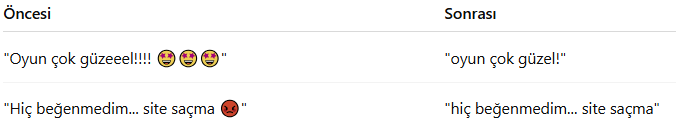 Öncesi Sonrası
"Oyun çok güzeeel!!!! 🤩🤩🤩" "oyun çok güzel!"
"Hiç beğenmedim... site saçma 😡" "hiç beğenmedim... site saçma"